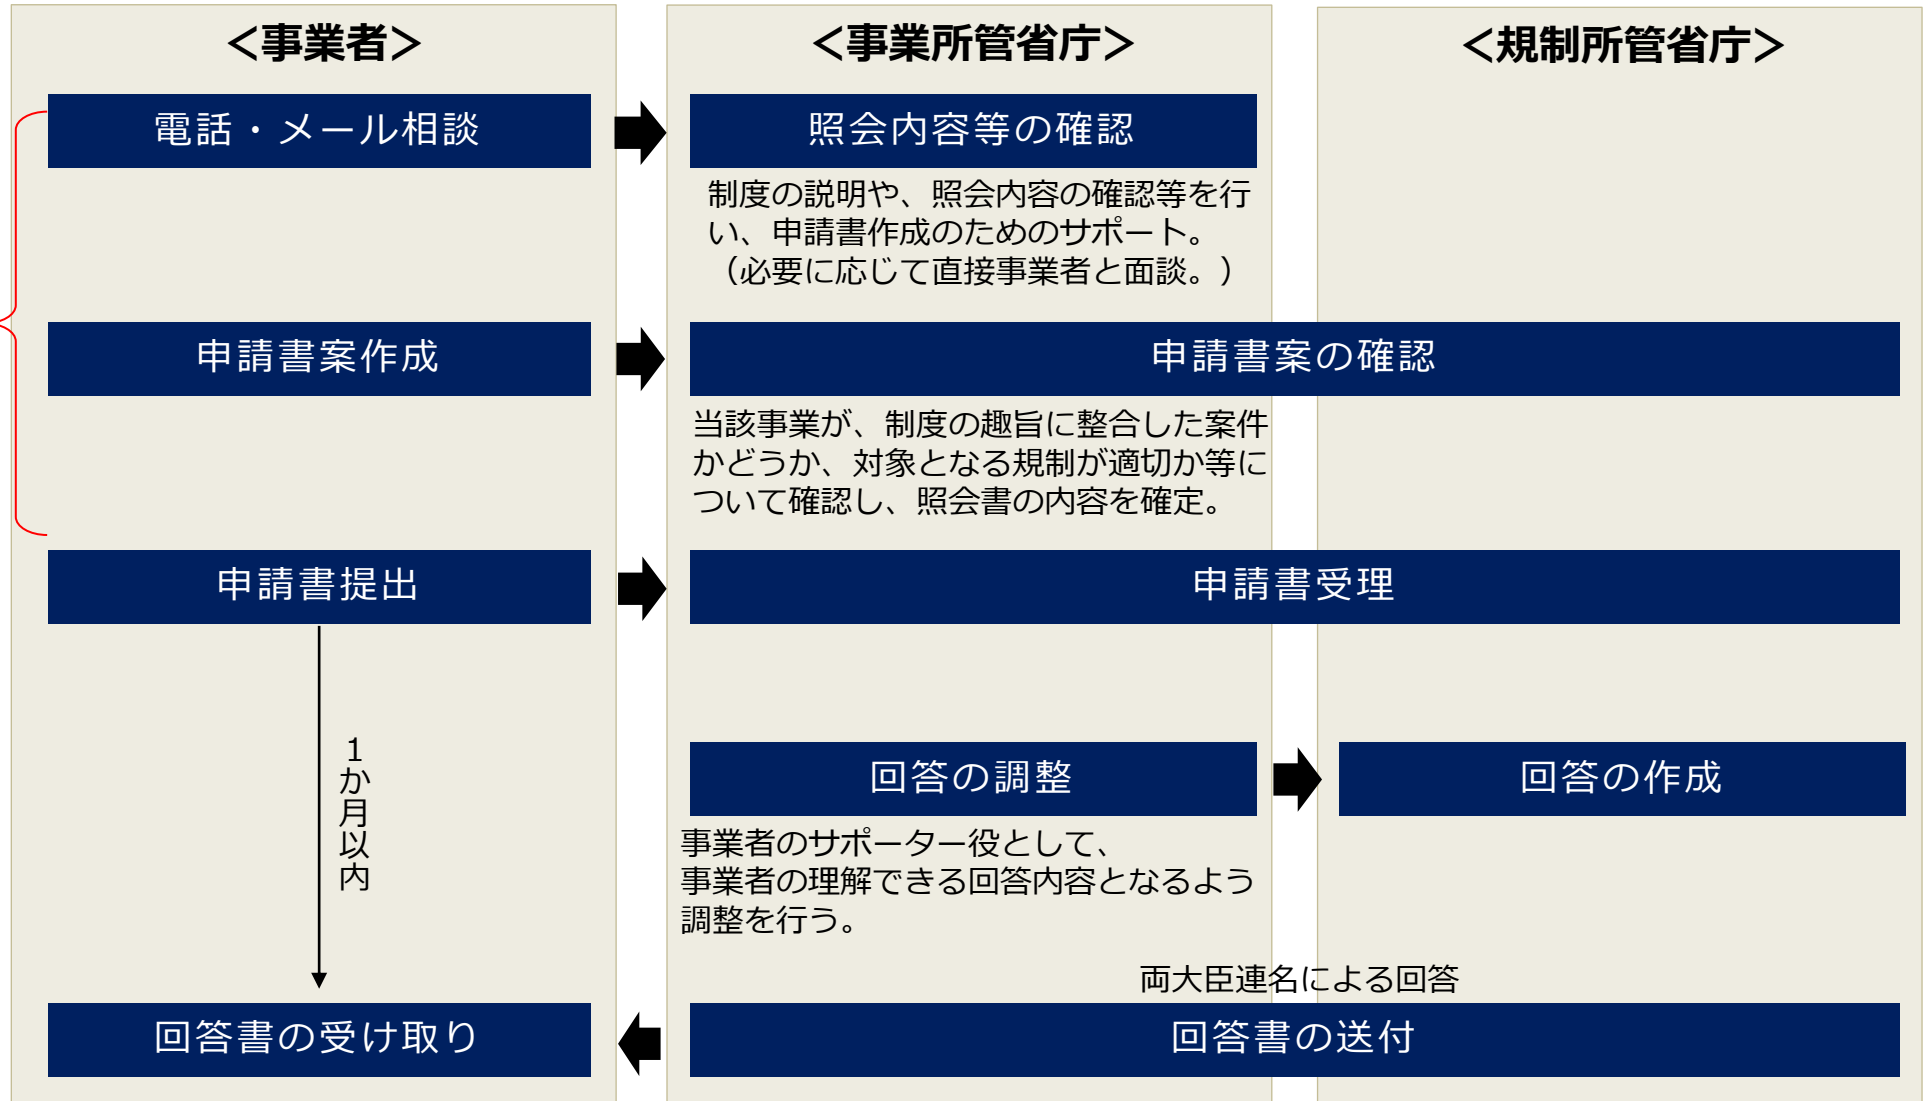 ＜事業者＞
＜事業所管省庁＞
＜規制所管省庁＞
電話・メール相談
照会内容等の確認
制度の説明や、照会内容の確認等を行
い、申請書作成のためのサポート。
（必要に応じて直接事業者と面談。）
申請書案作成
申請書案の確認
当該事業が、制度の趣旨に整合した案件
かどうか、対象となる規制が適切か等に
ついて確認し、照会書の内容を確定。
申請書提出
申請書受理
1か月以内
回答の調整
回答の作成
事業者のサポーター役として、
事業者の理解できる回答内容となるよう
調整を行う。
両大臣連名による回答
回答書の受け取り
回答書の送付